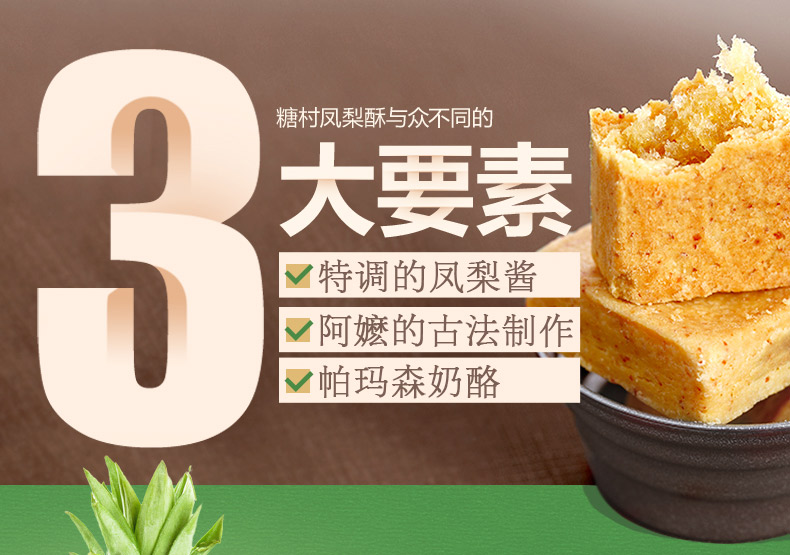 3
糖村凤梨酥与众不同的
大要素
特调的凤梨酱
阿嬷的古法制作
帕玛森奶酪